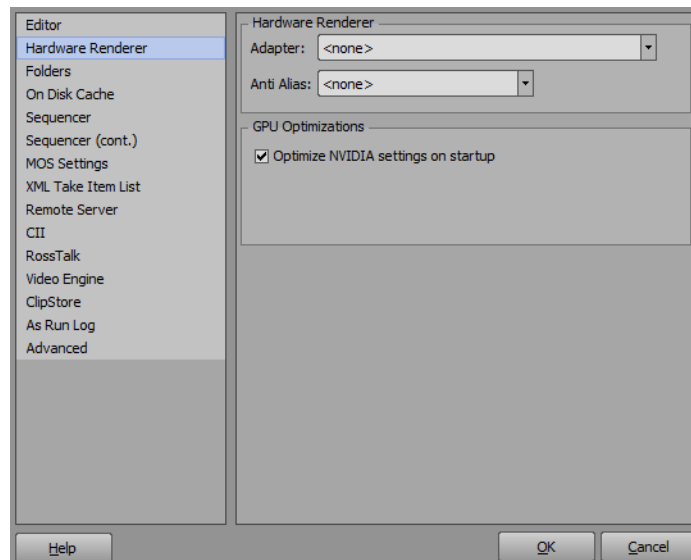 Editor
Hardware Renderer
Folders
On Disk Cache
Sequencer
Sequencer (cont.)
MOS Settings
XML Take Item List
Remote Server
CII
RossTalk
Video Engine
ClipStore
As Run Log
Advanced
Hardware Renderer
Adapter: <none>
Anti Alias: <none>
GPU Optimizations
Optimize NVIDIA settings on startup
Help
OK
Cancel